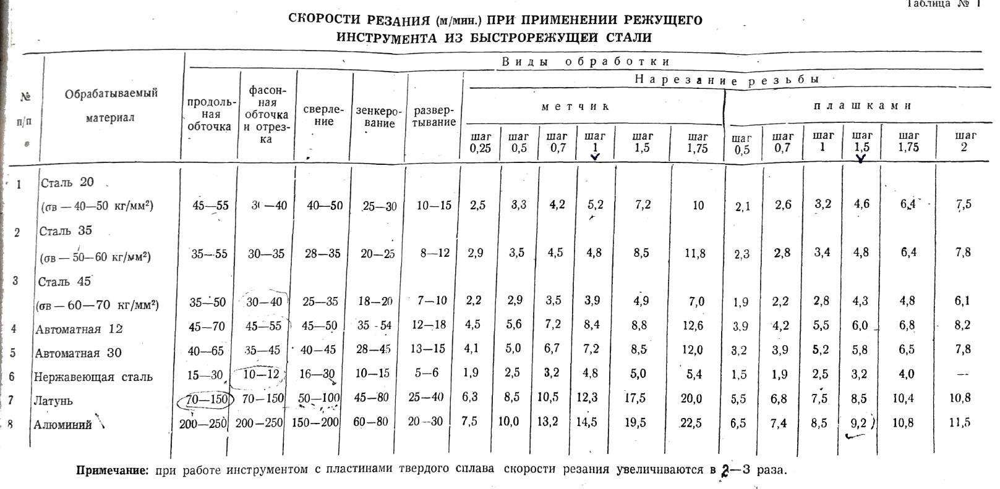 Таблица № 1
СКОРОСТИ РЕЗАНИЯ (м/мин.) ПРИ ПРИМЕНЕНИИ РЕЖУЩЕГО
ИНСТРУМЕНТА ИЗ БЫСТРОРЕЖУЩЕЙ СТАЛИ
№ п/п
Обрабатываемый материал
Виды обработки
продоль-
ная
обточка
фасон-
ная
обточка
и отрез-
ка
сверле-
ние
зенкеро-
вание
развер-
тывание
Нарезание резьбы
метчик
плашками
шаг 0,25 шаг 0,5 шаг 0,7 шаг 1 шаг 1,5 шаг 1,75 шаг 0,5 шаг 0,7 шаг 1 шаг 1,5 шаг 1,75 шаг 2
1 Сталь 20
(σв — 40—50 кг/мм²) 45—55 —40 40—50 25—30 10—15 2,5 3,3 4,2 5,2 7,2 10 2,1 2,6 3,2 4,6 6,4 7,5
2 Сталь 35
(σв — 50—60 кг/мм²) 35—55 30—35 28—35 20—25 8—12 2,9 3,5 4,5 4,8 8,5 11,8 2,3 2,8 3,4 4,8 6,4 7,8
3 Сталь 45
(σв — 60—70 кг/мм²) 35—50 30—40 25—35 18—20 7—10 2,2 2,9 3,5 3,9 4,9 7,0 1,9 2,2 2,8 4,3 4,8 6,1
4 Автоматная 12 45—70 45—55 45—50 35-54 12—18 4,5 5,6 7,2 8,4 8,8 12,6 3,9 4,2 5,5 6,0 6,8 8,2
5 Автоматная 30 40—65 35—45 40—45 28—45 13—15 4,1 5,0 6,7 7,2 8,5 12,0 3,2 3,9 5,2 5,8 6,5 7,8
6 Нержавеющая сталь 15—30 10—12 16—30 10—15 5—6 1,9 2,5 3,2 4,8 5,0 5,4 1,5 1,9 2,5 3,2 4,0 —
7 Латунь 70—150 70—150 50—100 45—80 25—40 6,3 8,5 10,5 12,3 17,5 20,0 5,5 6,8 7,5 8,5 10,4 10,8
8 Алюминий 200—250 200—250 150—200 60—80 20—30 7,5 10,0 13,2 14,5 19,5 22,5 6,5 7,4 8,5 9,2 10,8 11,5
Примечание: при работе инструментом с пластинами твердого сплава скорости резания увеличиваются в 2—3 раза.